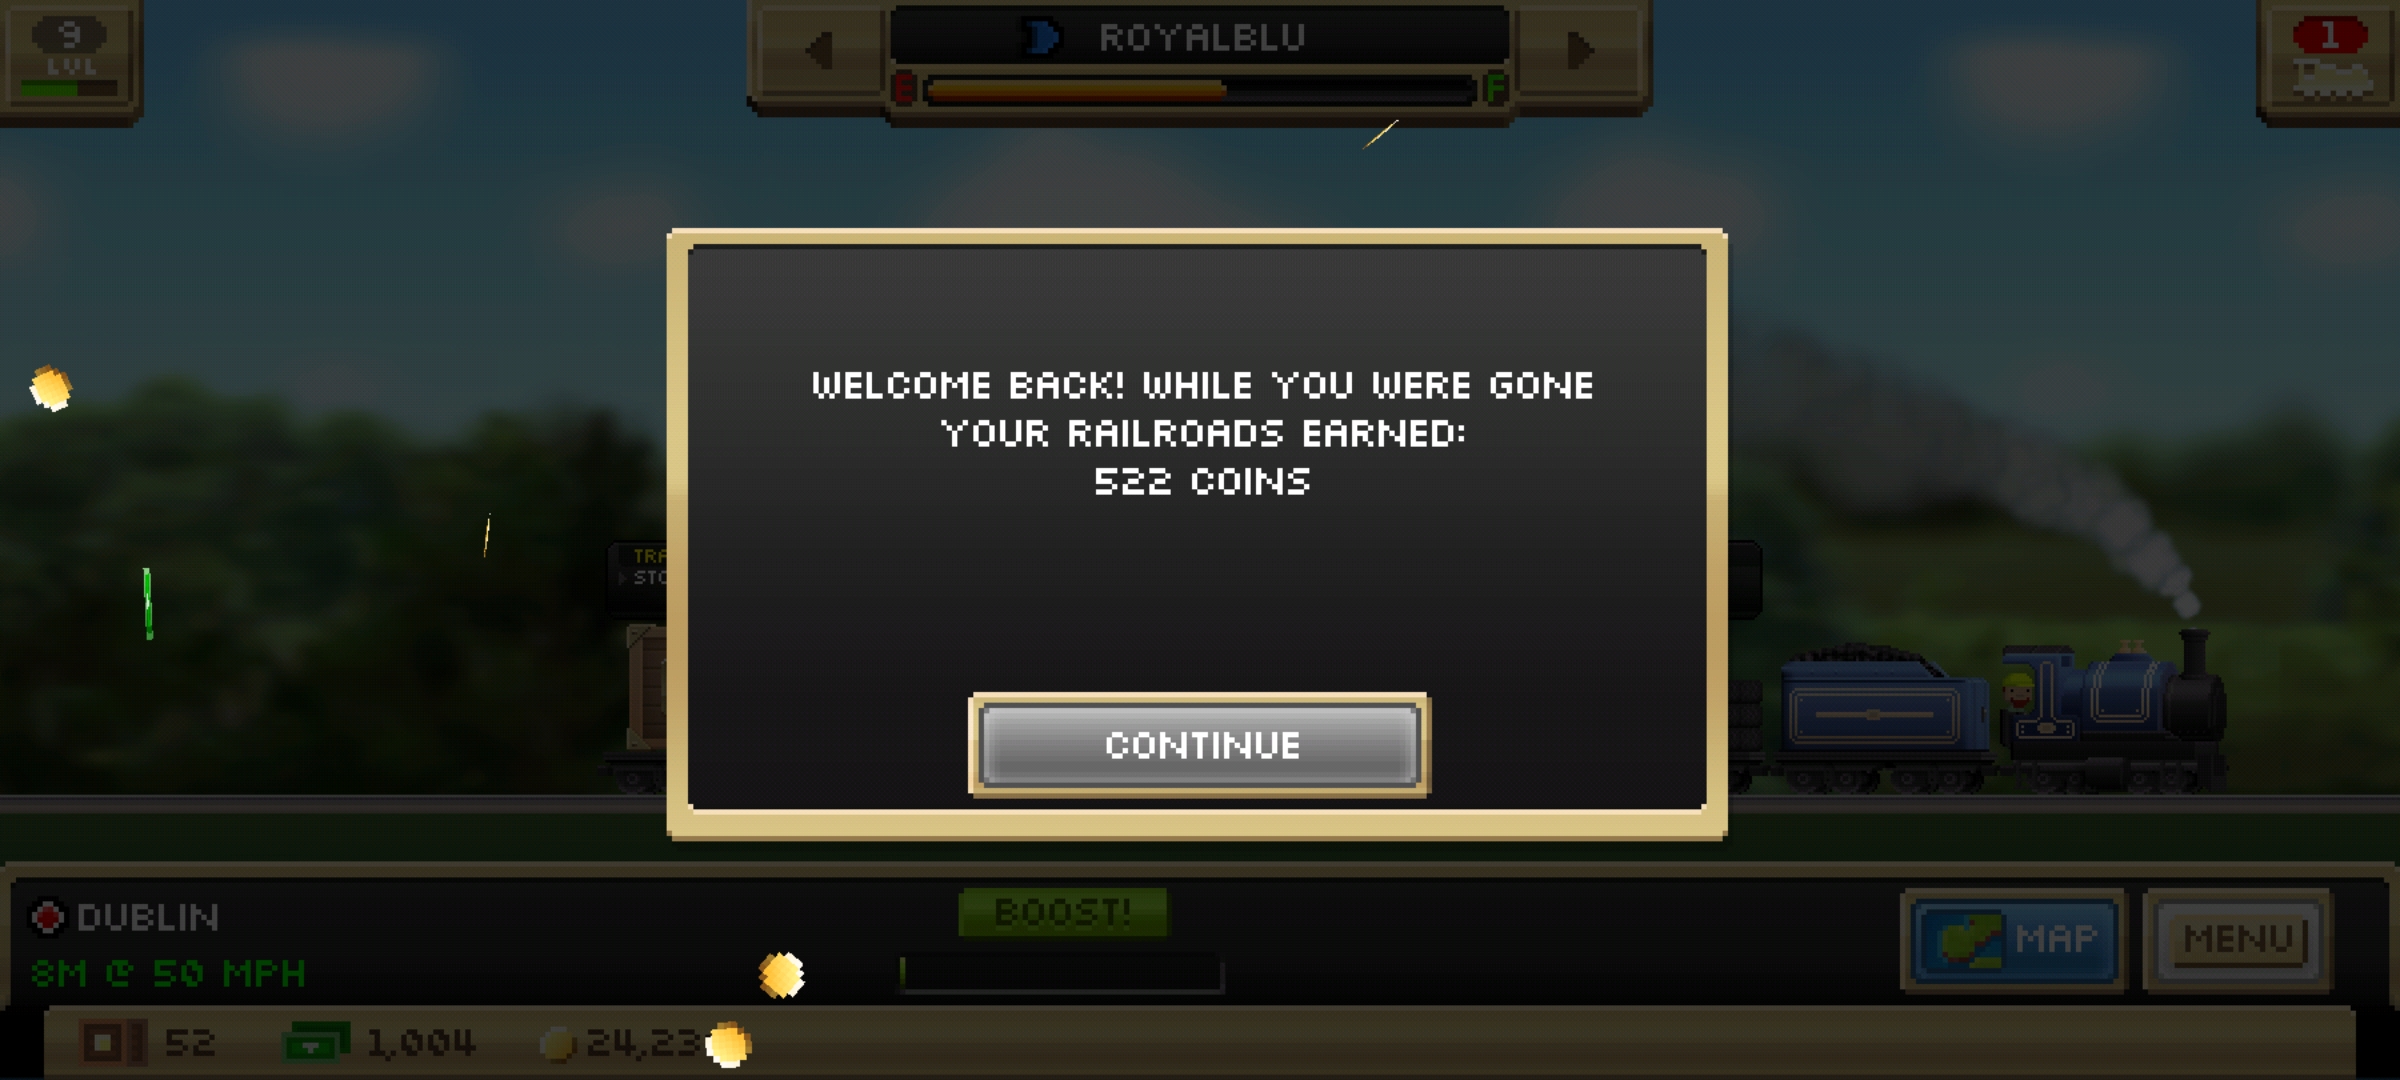 9
LVL
ROYALBLU
E
F
1
WELCOME BACK! WHILE YOU WERE GONE
YOUR RAILROADS EARNED:
522 COINS
CONTINUE
DUBLIN
8M @ 50 MPH
BOOST!
MAP
MENU
52
1,004